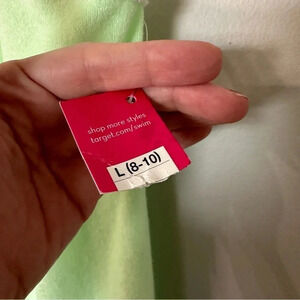 shop more styles
target.com/swim
L (8-10)